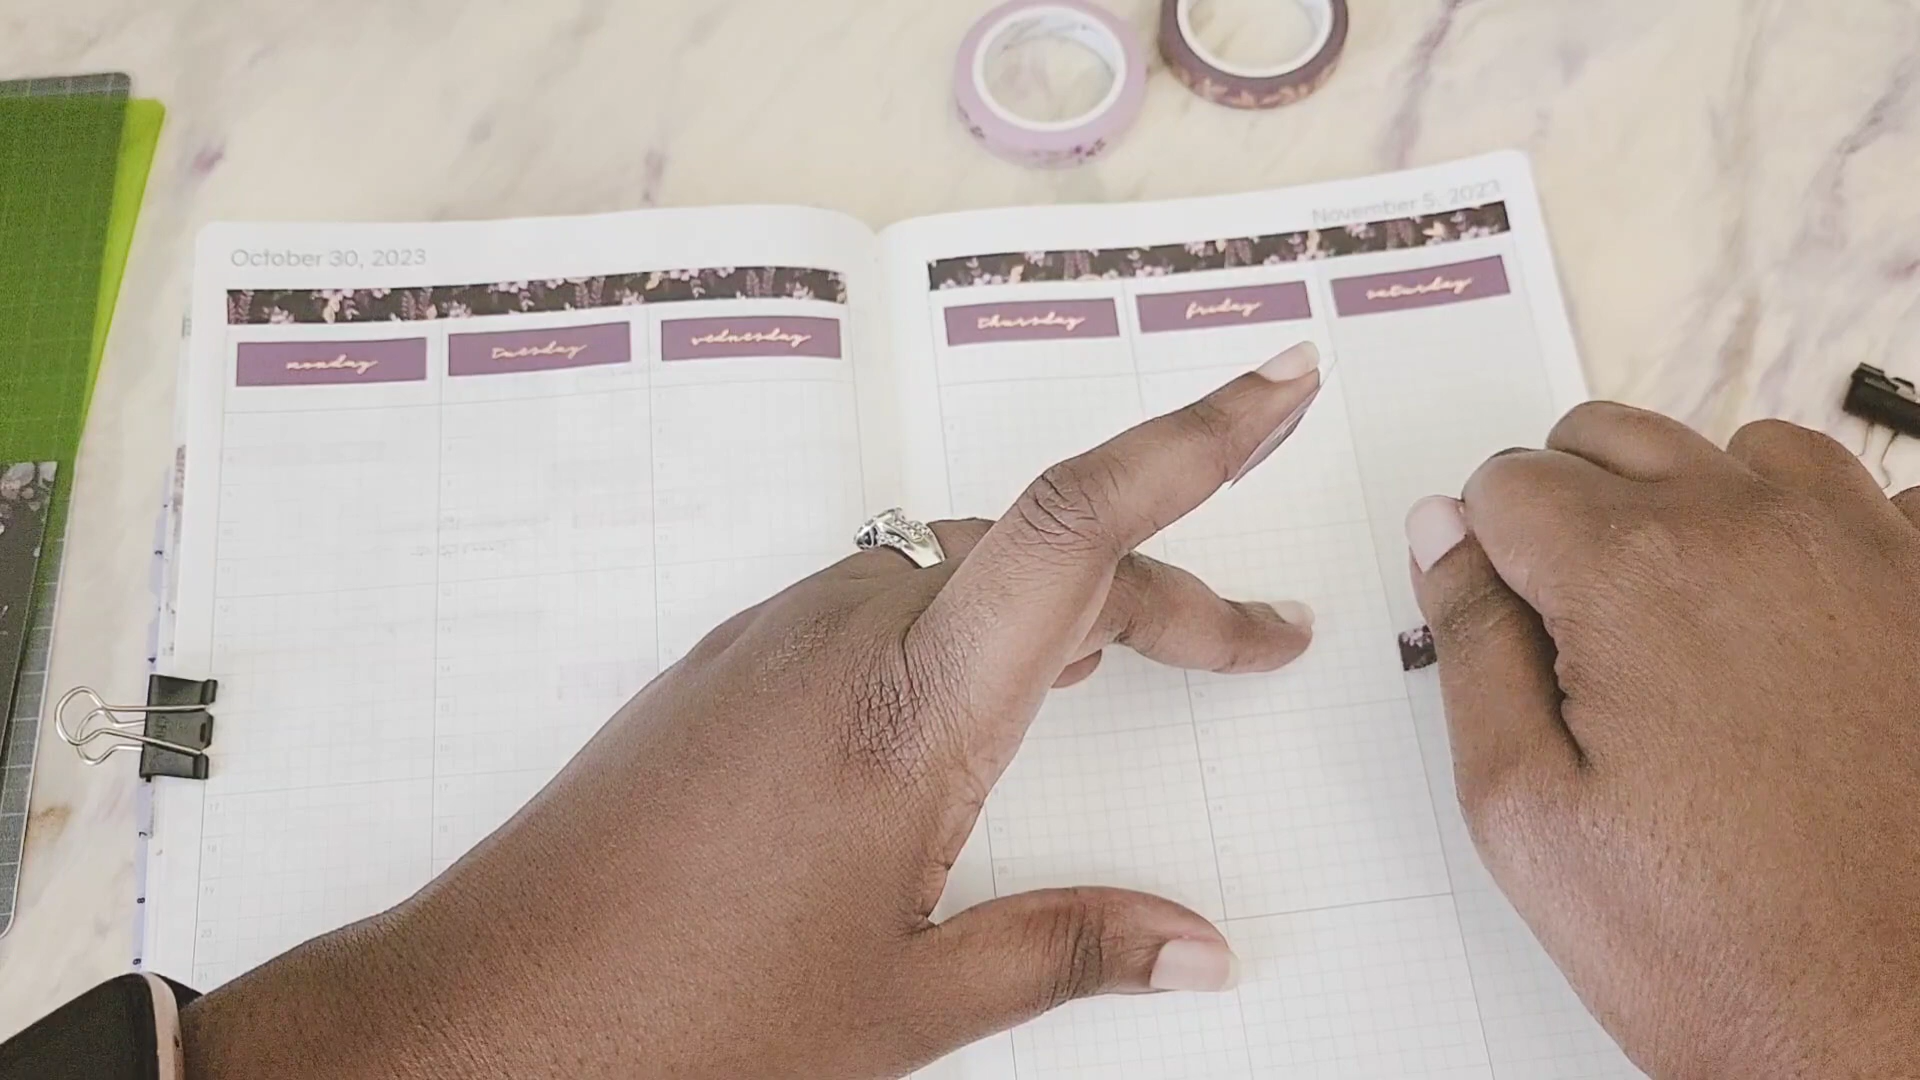 October 30, 2023
November 5, 2023
monday
tuesday
wednesday
thursday
friday
saturday